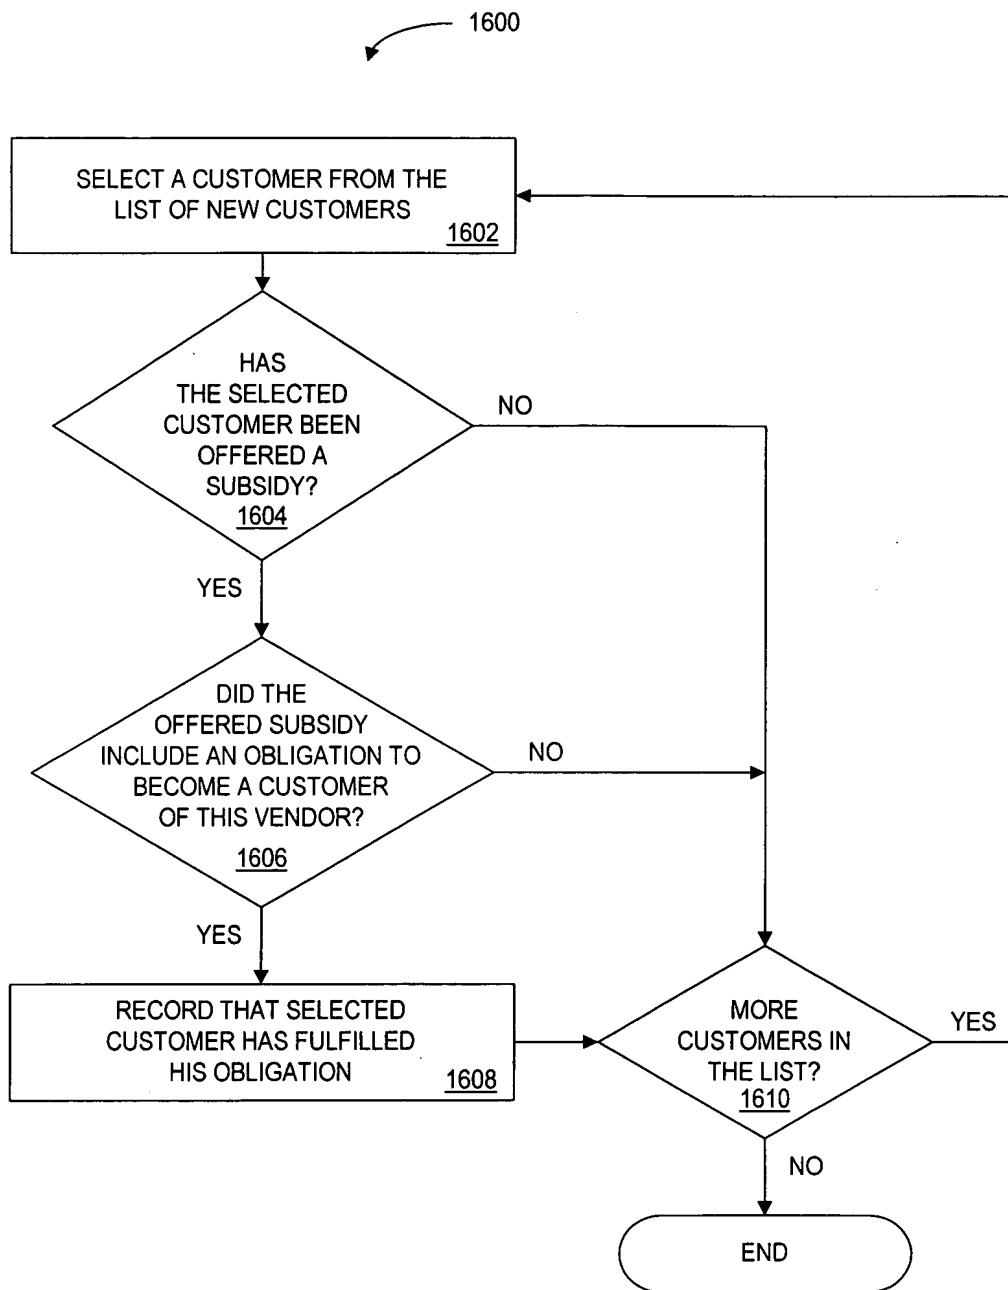 1600
SELECT A CUSTOMER FROM THE
LIST OF NEW CUSTOMERS
1602
HAS
THE SELECTED
CUSTOMER BEEN
OFFERED A
SUBSIDY?
1604
NO
YES
DID THE
OFFERED SUBSIDY
INCLUDE AN OBLIGATION TO
BECOME A CUSTOMER
OF THIS VENDOR?
1606
NO
YES
RECORD THAT SELECTED
CUSTOMER HAS FULFILLED
HIS OBLIGATION
1608
MORE
CUSTOMERS IN
THE LIST?
1610
YES
NO
END